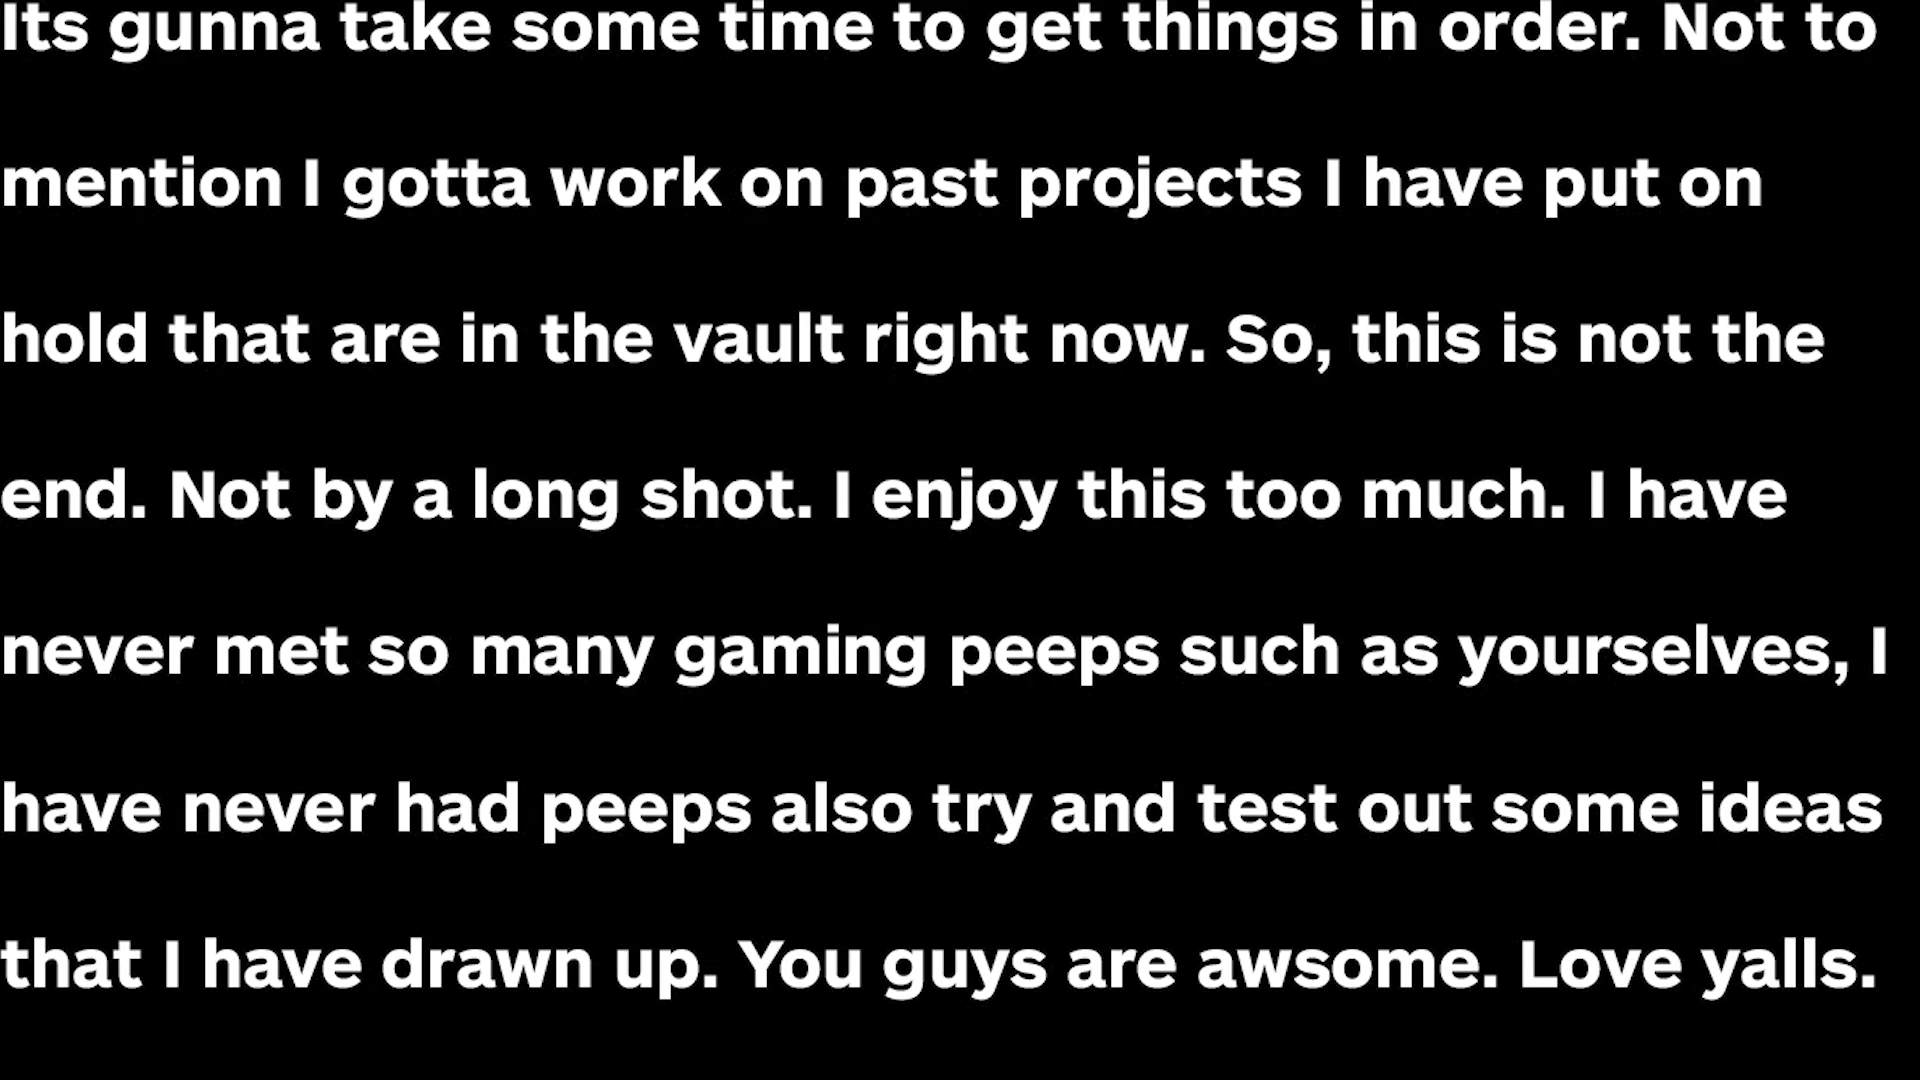 Its gunna take some time to get things in order. Not to
mention I gotta work on past projects I have put on
hold that are in the vault right now. So, this is not the
end. Not by a long shot. I enjoy this too much. I have
never met so many gaming peeps such as yourselves, I
have never had peeps also try and test out some ideas
that I have drawn up. You guys are awsome. Love yalls.